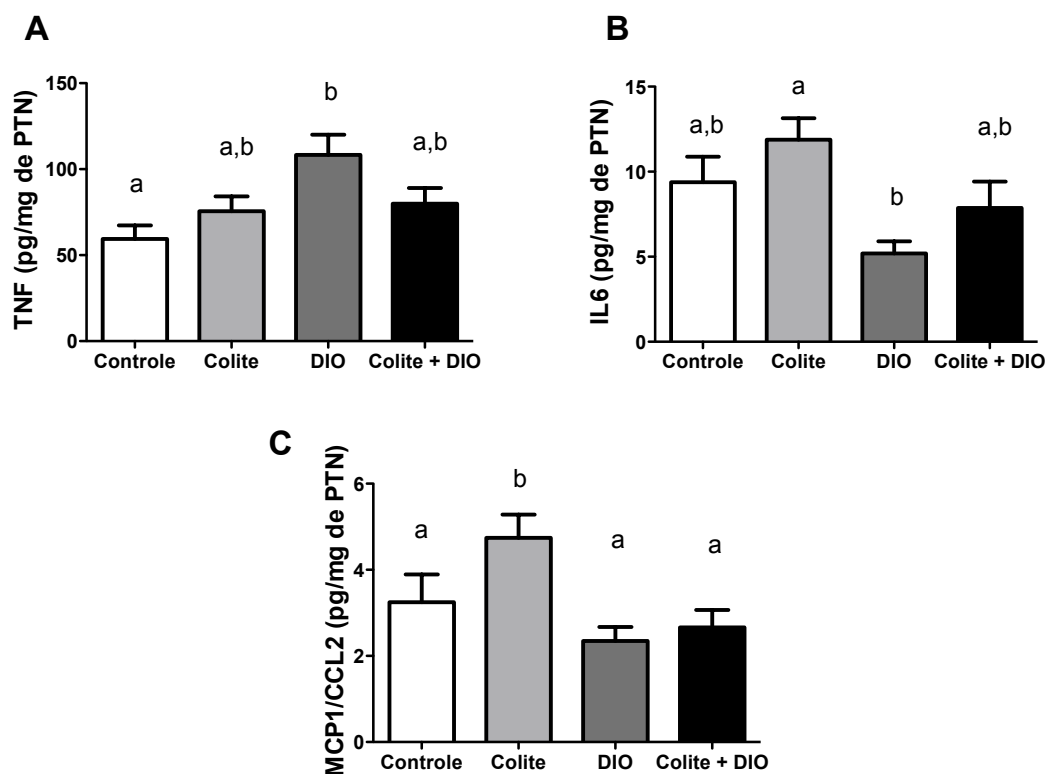 A
TNF (pg/mg de PTN)
150
100
50
0
a
a,b
b
a,b
Controle
Colite
DIO
Colite + DIO
B
IL6 (pg/mg de PTN)
15
10
5
0
a,b
a
b
a,b
Controle
Colite
DIO
Colite + DIO
C
MCP1/CCL2 (pg/mg de PTN)
6
4
2
0
a
b
a
a
Controle
Colite
DIO
Colite + DIO